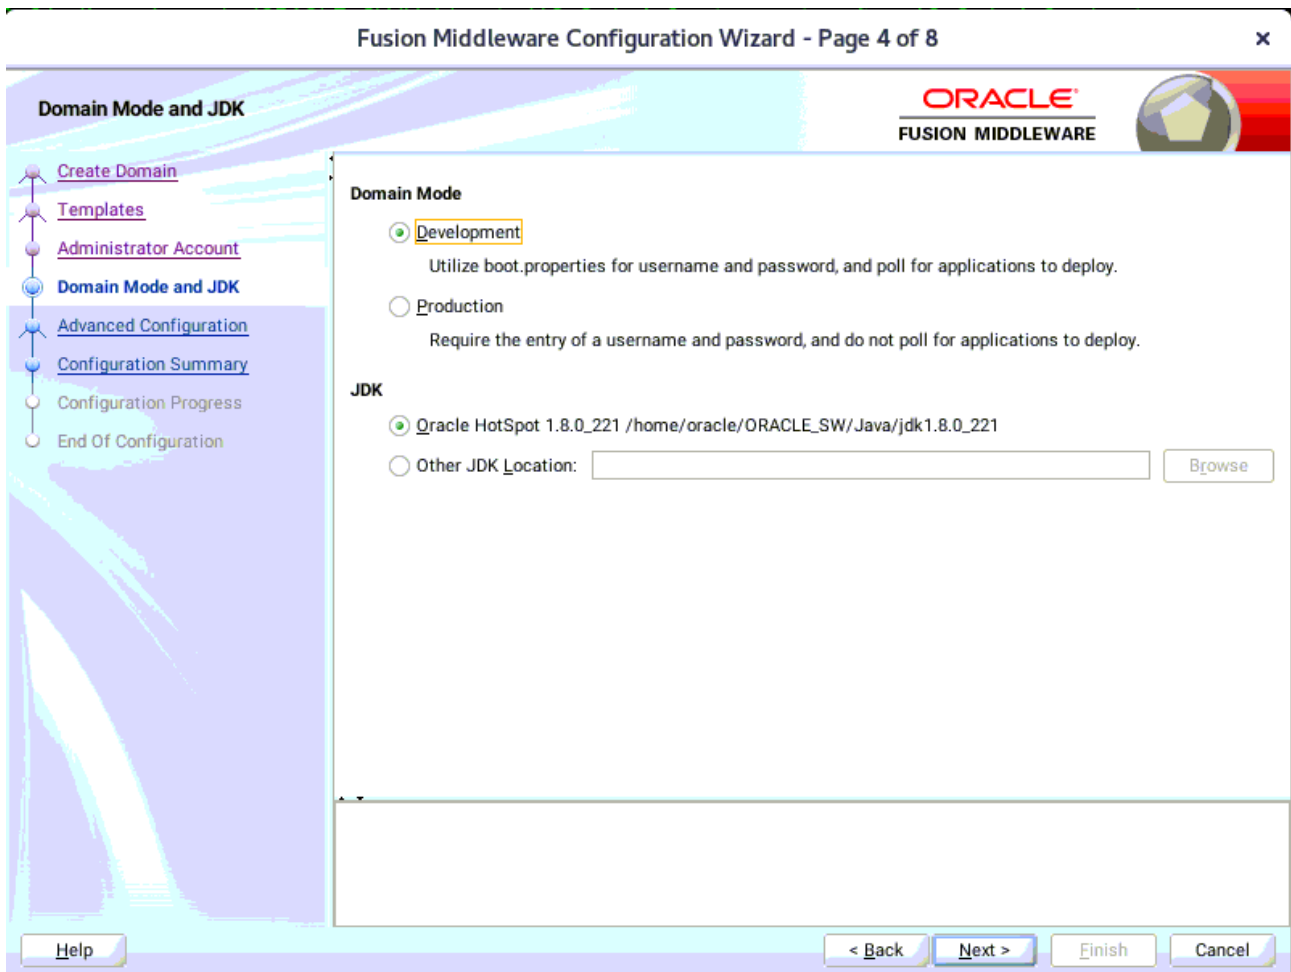 Fusion Middleware Configuration Wizard - Page 4 of 8
Domain Mode and JDK
ORACLE
FUSION MIDDLEWARE
Create Domain
Templates
Administrator Account
Domain Mode and JDK
Advanced Configuration
Configuration Summary
Configuration Progress
End Of Configuration
Domain Mode
Development
Utilize boot.properties for username and password, and poll for applications to deploy.
Production
Require the entry of a username and password, and do not poll for applications to deploy.
JDK
Oracle HotSpot 1.8.0_221 /home/oracle/ORACLE_SW/Java/jdk1.8.0_221
Other JDK Location: Browse
Help < Back Next > Finish Cancel